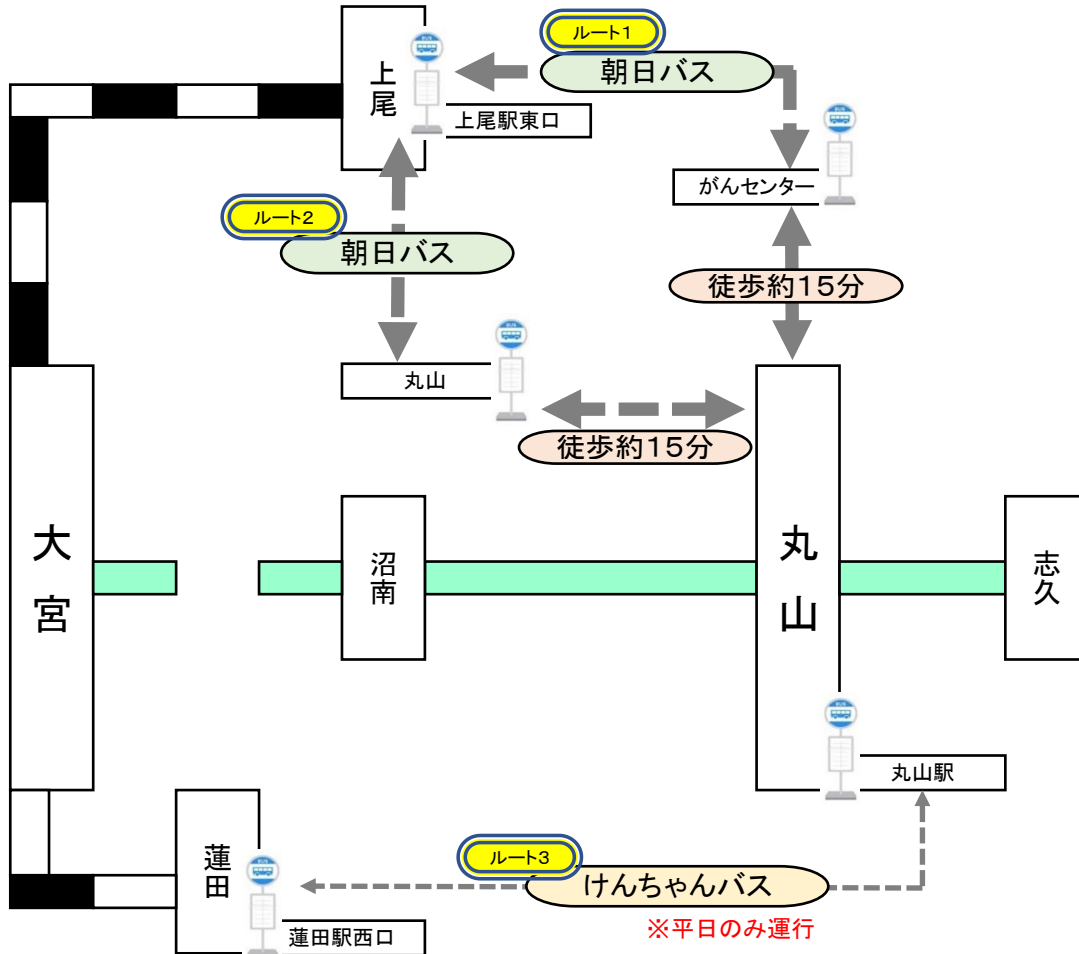 ルート1
朝日バス
上尾
上尾駅東口
がんセンター
ルート2
朝日バス
徒歩約15分
丸山
徒歩約15分
大宮
沼南
丸山
志久
丸山駅
蓮田
ルート3
けんちゃんバス
※平日のみ運行
蓮田駅西口